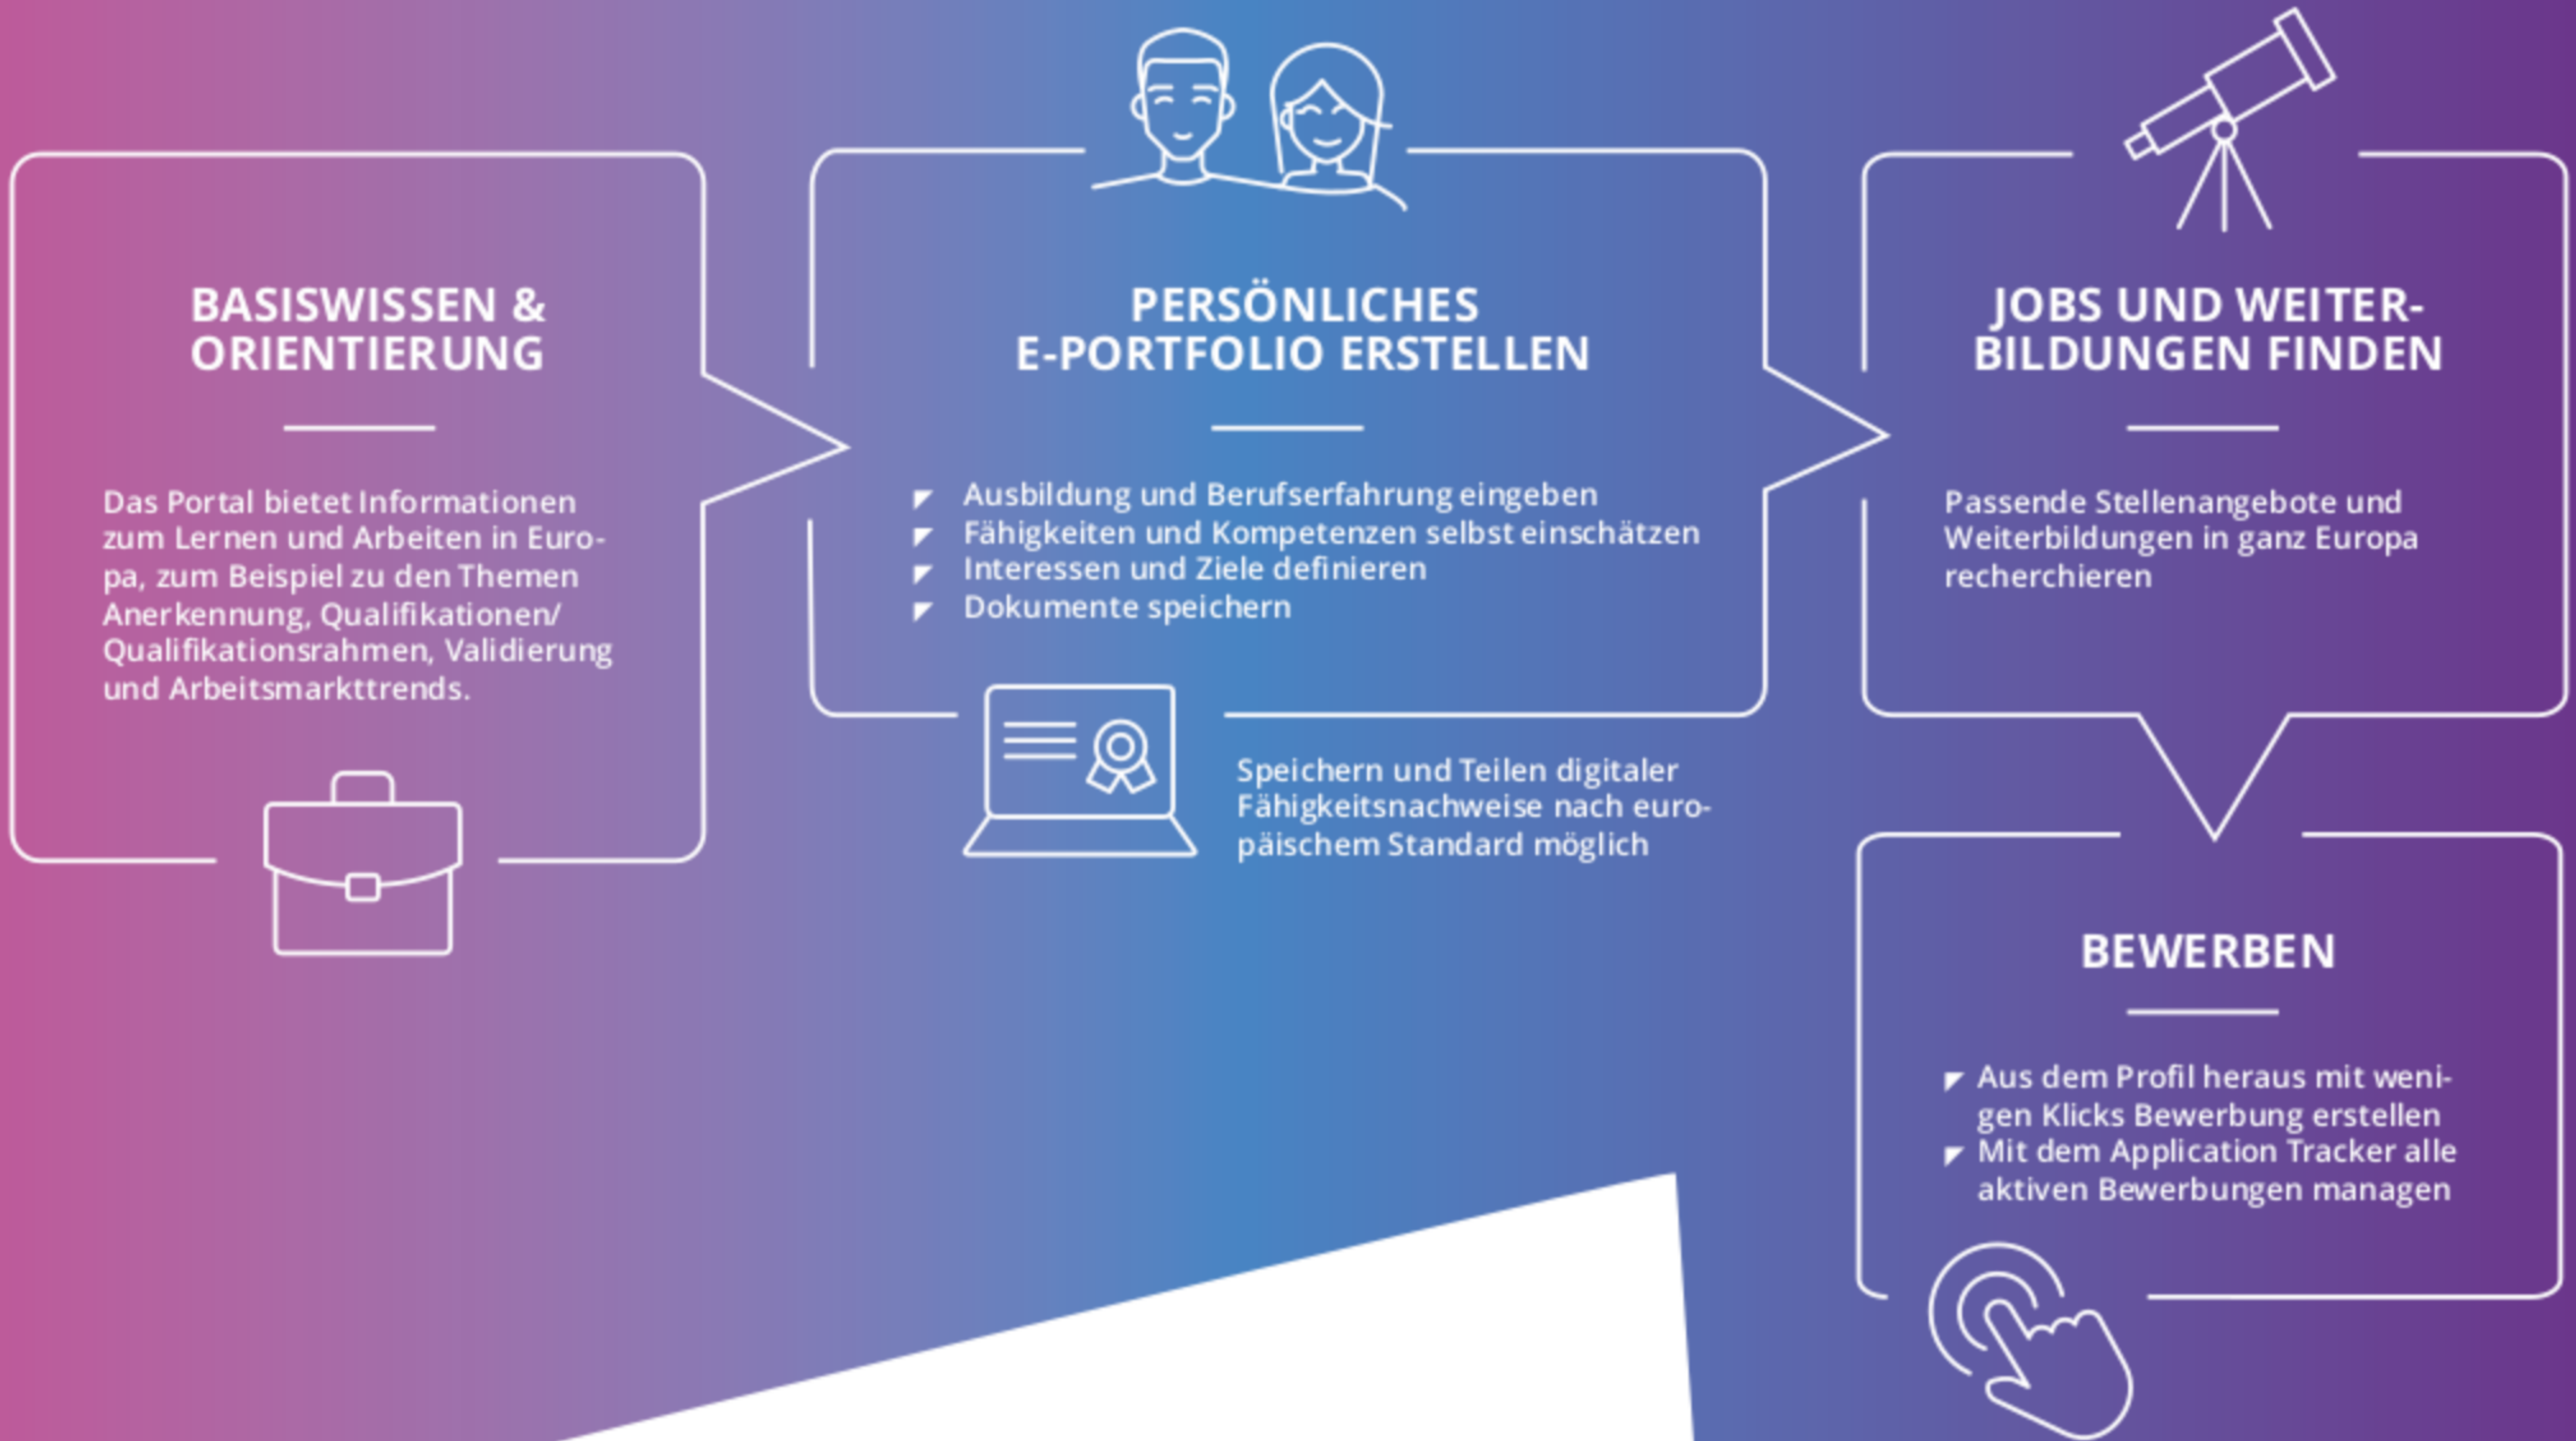 BASISWISSEN &
ORIENTIERUNG
Das Portal bietet Informationen
zum Lernen und Arbeiten in Euro-
pa, zum Beispiel zu den Themen
Anerkennung, Qualifikationen/
Qualifikationsrahmen, Validierung
und Arbeitsmarkttrends.
PERSÖNLICHES
E-PORTFOLIO ERSTELLEN
Ausbildung und Berufserfahrung eingeben
Fähigkeiten und Kompetenzen selbst einschätzen
Interessen und Ziele definieren
Dokumente speichern
Speichern und Teilen digitaler
Fähigkeitsnachweise nach euro-
päischem Standard möglich
JOBS UND WEITER-
BILDUNGEN FINDEN
Passende Stellenangebote und
Weiterbildungen in ganz Europa
recherchieren
BEWERBEN
Aus dem Profil heraus mit weni-
gen Klicks Bewerbung erstellen
Mit dem Application Tracker alle
aktiven Bewerbungen managen